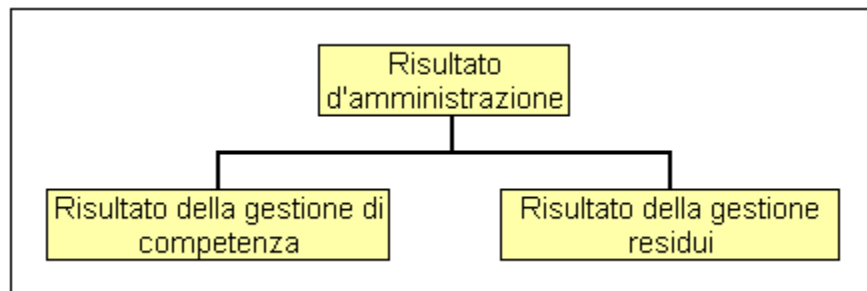 Risultato
d'amministrazione
Risultato della gestione di
competenza
Risultato della gestione
residui